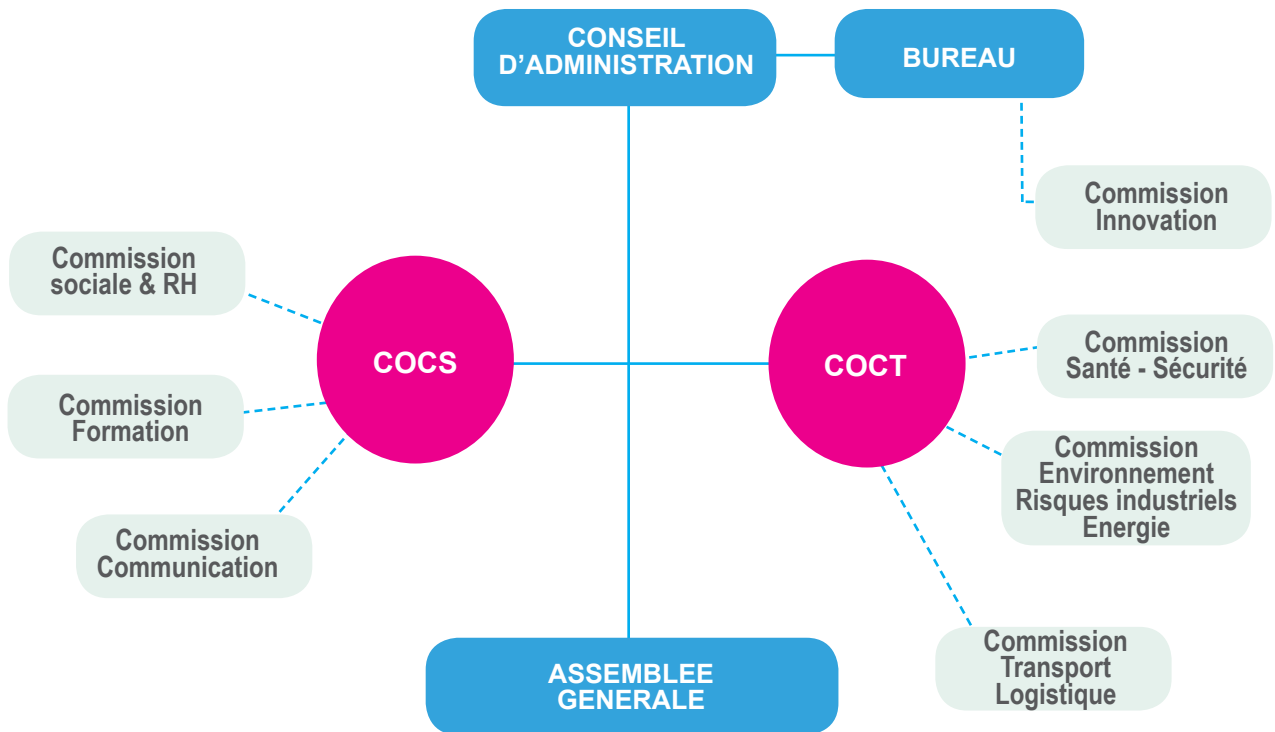 CONSEIL
D’ADMINISTRATION
BUREAU
Commission
Innovation
Commission
sociale & RH
COCS
COCT
Commission
Santé - Sécurité
Commission
Formation
Commission
Environnement
Risques industriels
Energie
Commission
Communication
ASSEMBLEE
GENERALE
Commission
Transport
Logistique